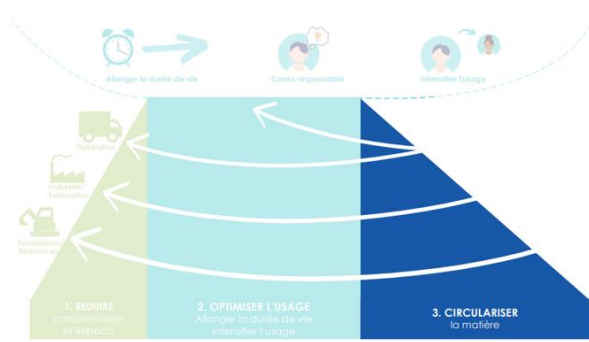 Allonger la durée de vie
Conso responsable
Intensifier l'usage
Distribution
Industriel/
Fabrication
Fournisseurs/
Ressources
1. REDUIRE
consommation
et impact
2. OPTIMISER L'USAGE
Allonger la durée de vie
Intensifier l'usage
3. CIRCULARISER
la matière